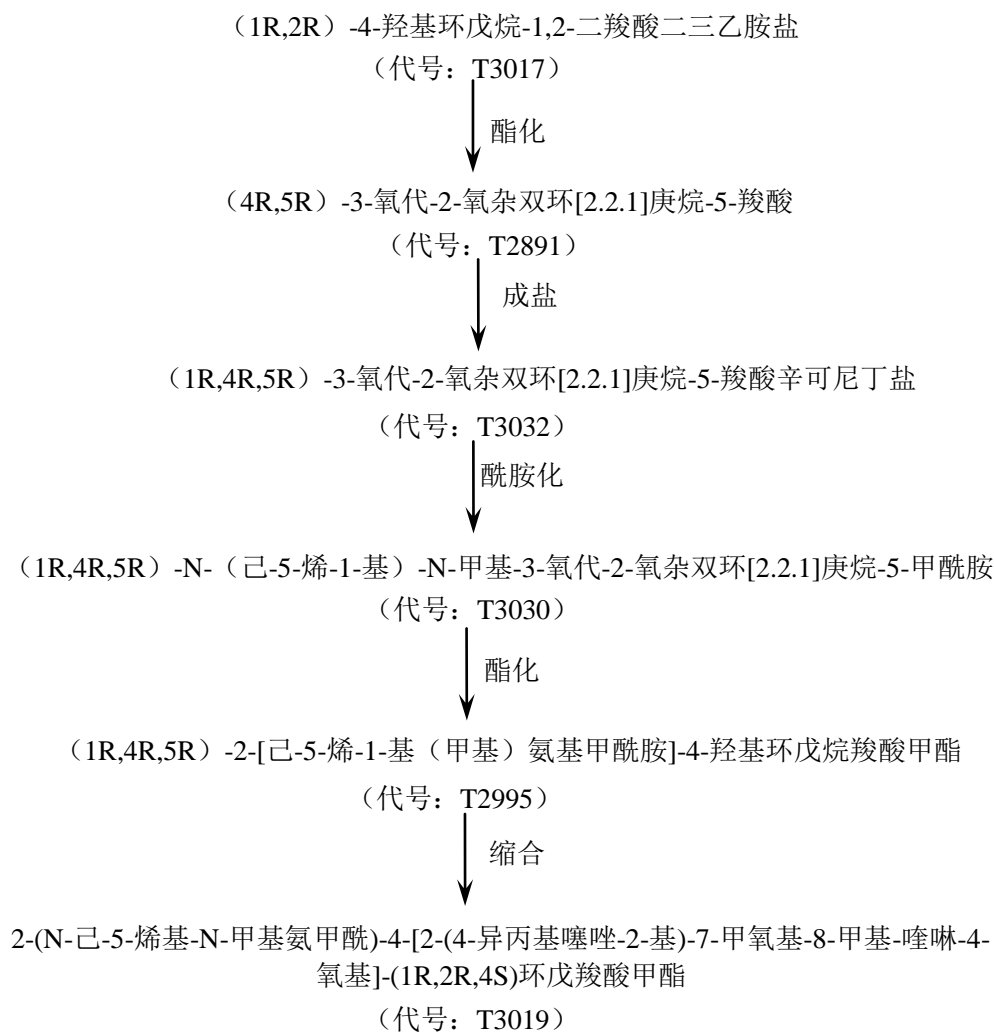 （1R,2R）-4-羟基环戊烷-1,2-二羧酸二三乙胺盐
（代号：T3017）
酯化
（4R,5R）-3-氧代-2-氧杂双环[2.2.1]庚烷-5-羧酸
（代号：T2891）
成盐
（1R,4R,5R）-3-氧代-2-氧杂双环[2.2.1]庚烷-5-羧酸辛可尼丁盐
（代号：T3032）
酰胺化
（1R,4R,5R）-N-（己-5-烯-1-基）-N-甲基-3-氧代-2-氧杂双环[2.2.1]庚烷-5-甲酰胺
（代号：T3030）
酯化
（1R,4R,5R）-2-[己-5-烯-1-基（甲基）氨基甲酰胺]-4-羟基环戊烷羧酸甲酯
（代号：T2995）
缩合
2-(N-己-5-烯基-N-甲基氨甲酰)-4-[2-(4-异丙基噻唑-2-基)-7-甲氧基-8-甲基-喹啉-4-
氧基]-(1R,2R,4S)环戊羧酸甲酯
（代号：T3019）